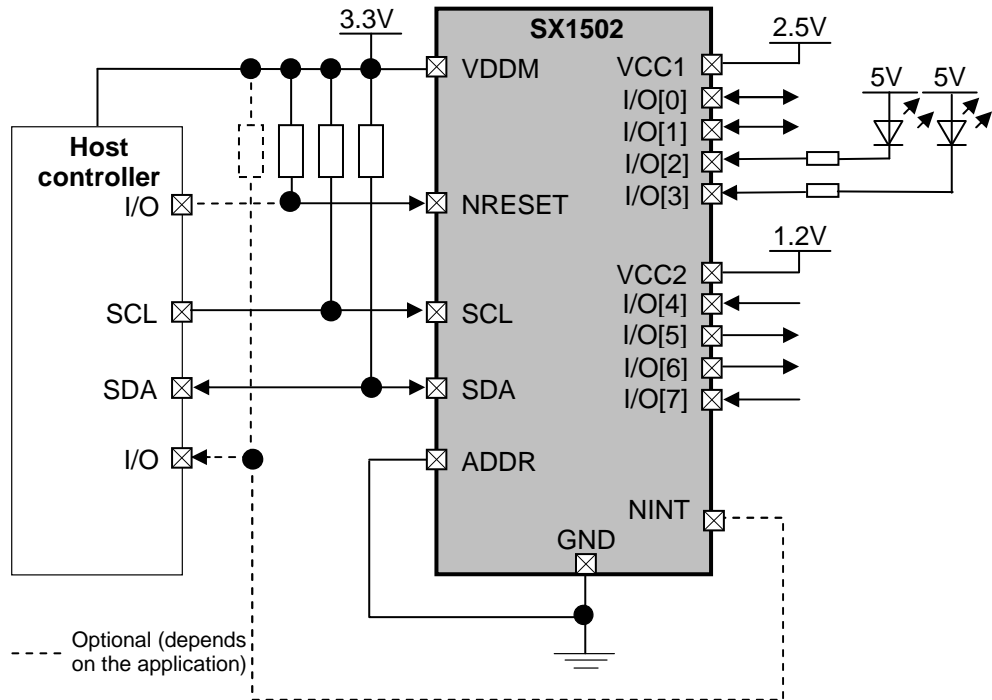 3.3V
SX1502
2.5V
VDDM
VCC1
5V
5V
I/O[0]
I/O[1]
Host
controller
I/O[2]
I/O[3]
I/O
NRESET
1.2V
VCC2
SCL
SCL
I/O[4]
I/O[5]
I/O[6]
SDA
SDA
I/O[7]
I/O
ADDR
NINT
GND
Optional (depends
on the application)